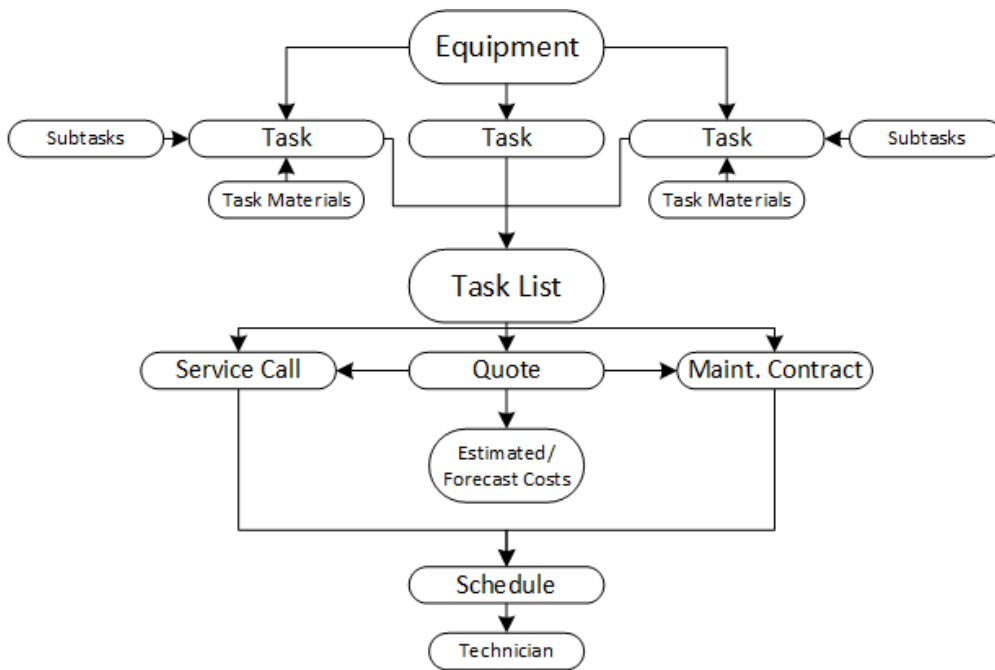 Equipment
Subtasks
Task
Task
Task
Subtasks
Task Materials
Task Materials
Task List
Service Call
Quote
Maint. Contract
Estimated/
Forecast Costs
Schedule
Technician